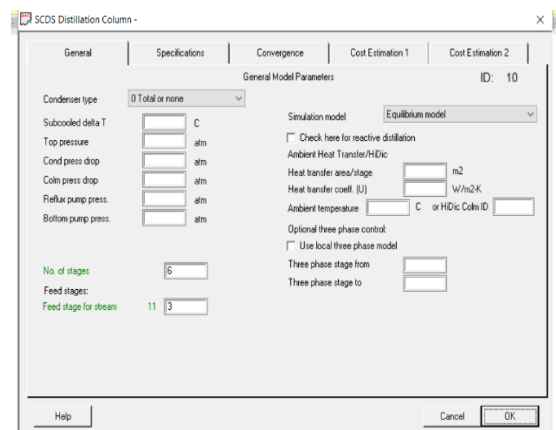 SCDS Distillation Column -
General
Specifications
Convergence
Cost Estimation 1
Cost Estimation 2
General Model Parameters
ID: 10
Condenser type
0 Total or none
Subcooled delta T
C
Top pressure
atm
Cond press drop
atm
Colm press drop
atm
Reflux pump press.
atm
Bottom pump press.
atm
No. of stages
6
Feed stages:
Feed stage for stream 11 3
Simulation model
Equilibrium model
Check here for reactive distillation
Ambient Heat Transfer/HiDic
Heat transfer area/stage
m2
Heat transfer coeff. (U)
W/m2-K
Ambient temperature
C or HiDic Colm ID
Optional three phase control:
Use local three phase model
Three phase stage from
Three phase stage to
Help
Cancel
OK